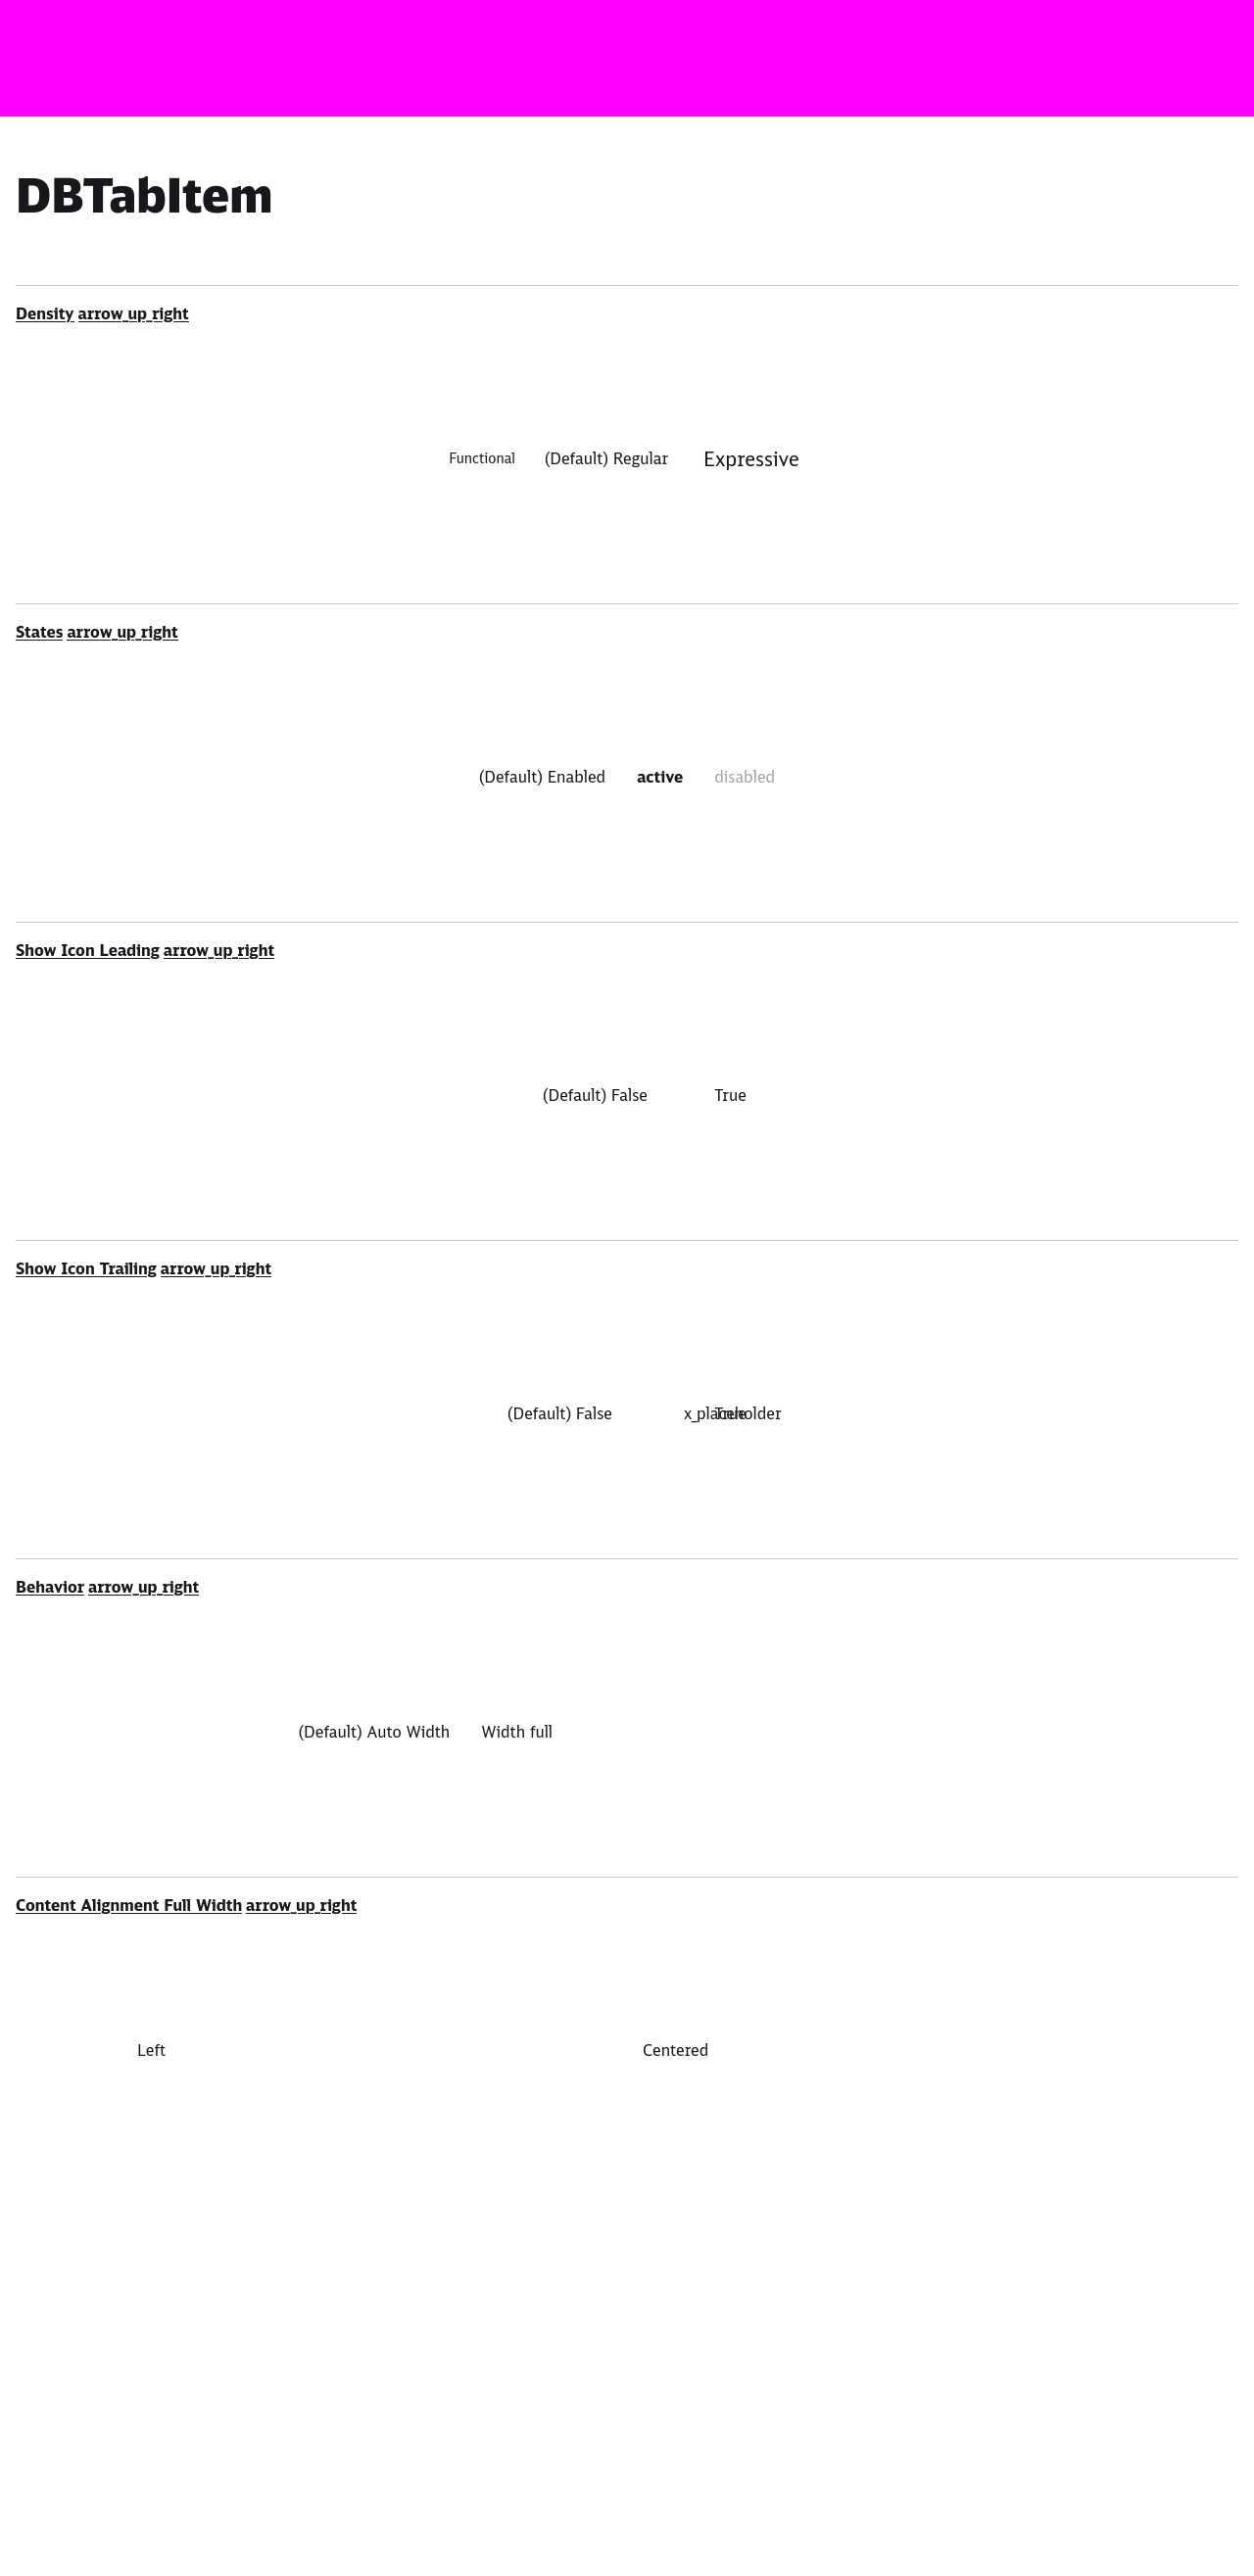 DBTabItem
Density arrow_up_right
Functional (Default) Regular Expressive
States arrow_up_right
(Default) Enabled active disabled
Show Icon Leading arrow_up_right
(Default) False True
Show Icon Trailing arrow_up_right
(Default) False x_placeholder True
Behavior arrow_up_right
(Default) Auto Width Width full
Content Alignment Full Width arrow_up_right
Left Centered